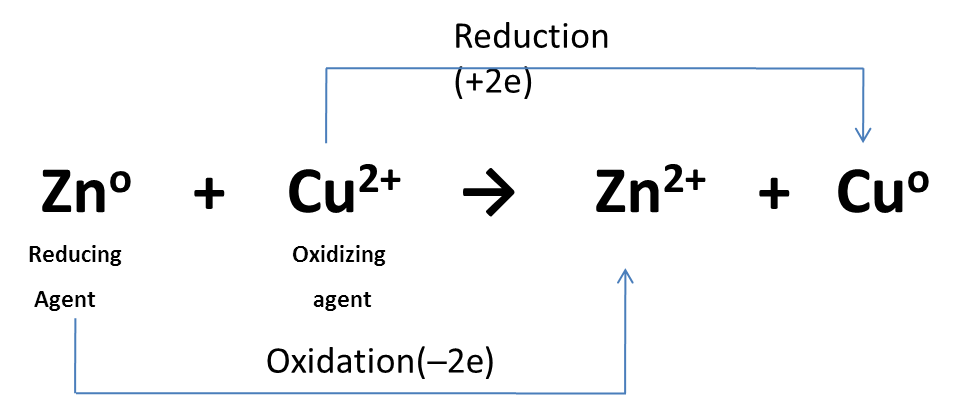 Reduction
(+2e)
Znº + Cu²⁺ → Zn²⁺ + Cuº
Reducing Oxidizing
Agent agent
Oxidation(–2e)